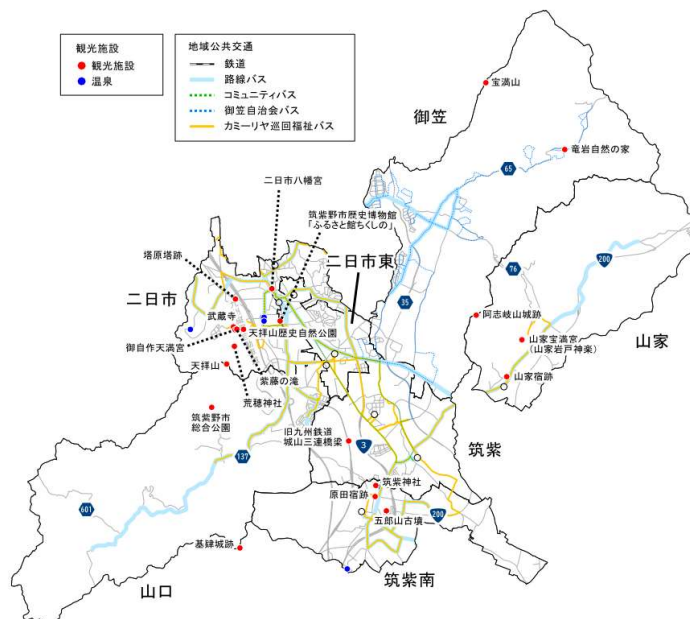 観光施設
観光施設
温泉
地域公共交通
鉄道
路線バス
コミュニティバス
御笠自治会バス
カミーリヤ巡回福祉バス
宝満山
御笠
竜岩自然の家
65
二日市八幡宮
筑紫野市歴史博物館
「ふるさと館ちくしの」
塔原塔跡
二日市東
76
200
二日市
武蔵寺
35
阿志岐山城跡
天拝山歴史自然公園
御自作天満宮
山家宝満宮
(山家岩戸神楽)
山家
天拝山
紫藤の滝
山家宿跡
荒穂神社
筑紫野市
総合公園
旧九州鉄道
城山三連橋梁
3
筑紫
137
筑紫神社
原田宿跡
601
五郎山古墳
200
基肄城跡
筑紫南
山口